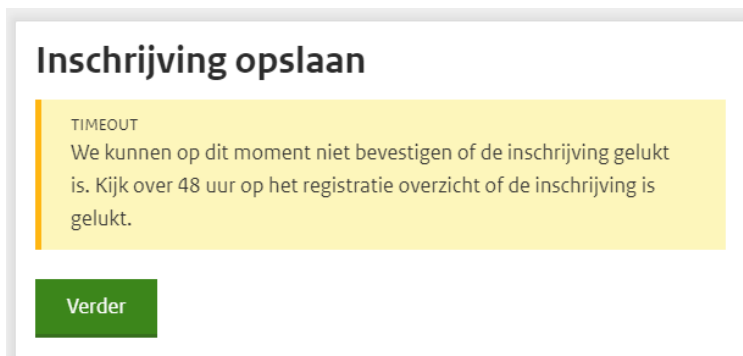 Inschrijving opslaan
TIMEOUT
We kunnen op dit moment niet bevestigen of de inschrijving gelukt
is. Kijk over 48 uur op het registratie overzicht of de inschrijving is
gelukt.
Verder